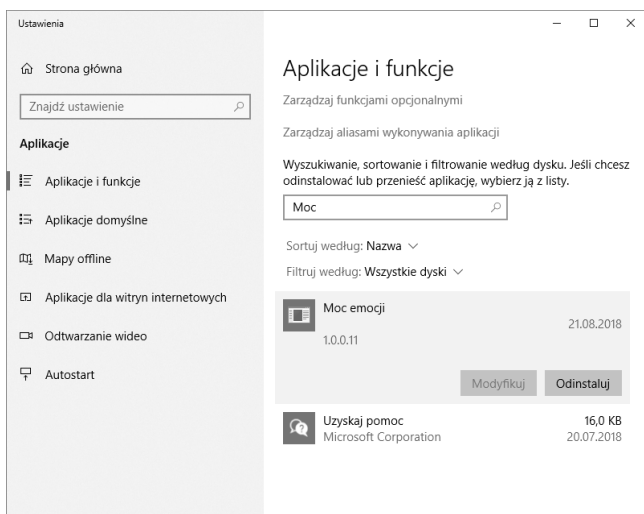 Ustawienia
Strona główna
Znajdź ustawienie
Aplikacje
Aplikacje i funkcje
Aplikacje domyślne
Mapy offline
Aplikacje dla witryn internetowych
Odtwarzanie wideo
Autostart
Aplikacje i funkcje
Zarządzaj funkcjami opcjonalnymi
Zarządzaj aliasami wykonywania aplikacji
Wyszukiwanie, sortowanie i filtrowanie według dysku. Jeśli chcesz
odinstalować lub przenieść aplikację, wybierz ją z listy.
Moc
Sortuj według: Nazwa
Filtruj według: Wszystkie dyski
Moc emocji
21.08.2018
1.0.0.11
Modyfikuj Odinstaluj
Uzyskaj pomoc 16,0 KB
Microsoft Corporation 20.07.2018